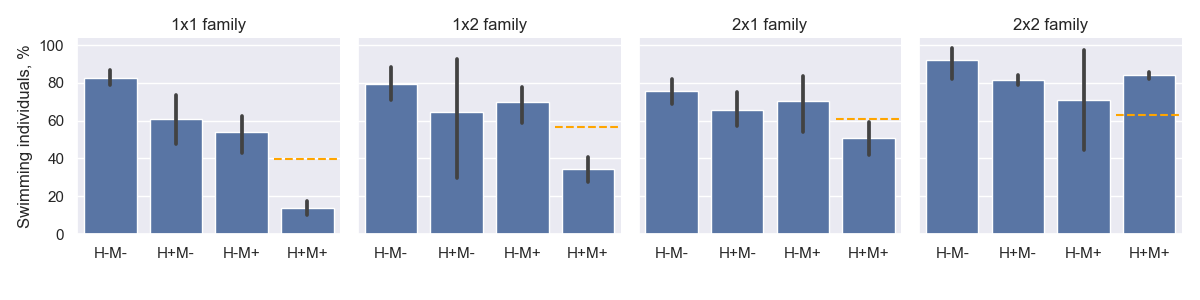 1x1 family
1x2 family
2x1 family
2x2 family
Swimming individuals, %
100
80
60
40
20
0
H-M- H+M- H-M+ H+M+
H-M- H+M- H-M+ H+M+
H-M- H+M- H-M+ H+M+
H-M- H+M- H-M+ H+M+